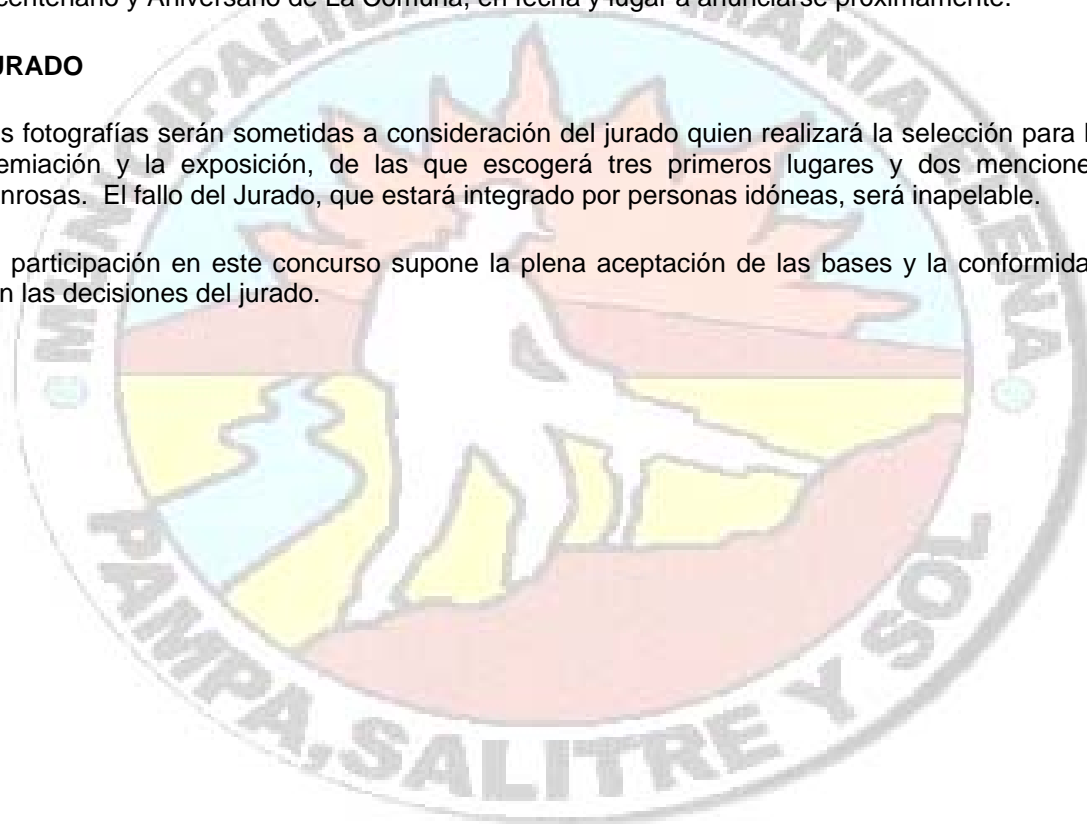 centenario y Aniversario de La Comuna, en fecha y lugar a anunciarse próximamente.
URADO
s fotografías serán sometidas a consideración del jurado quien realizará la selección para l
emiación y la exposición, de las que escogerá tres primeros lugares y dos mencione
nrosas. El fallo del Jurado, que estará integrado por personas idóneas, será inapelable.
participación en este concurso supone la plena aceptación de las bases y la conformida
n las decisiones del jurado.
MUNICIPALIDAD MARIA ELENA
PAMPA, SALITRE Y SOL